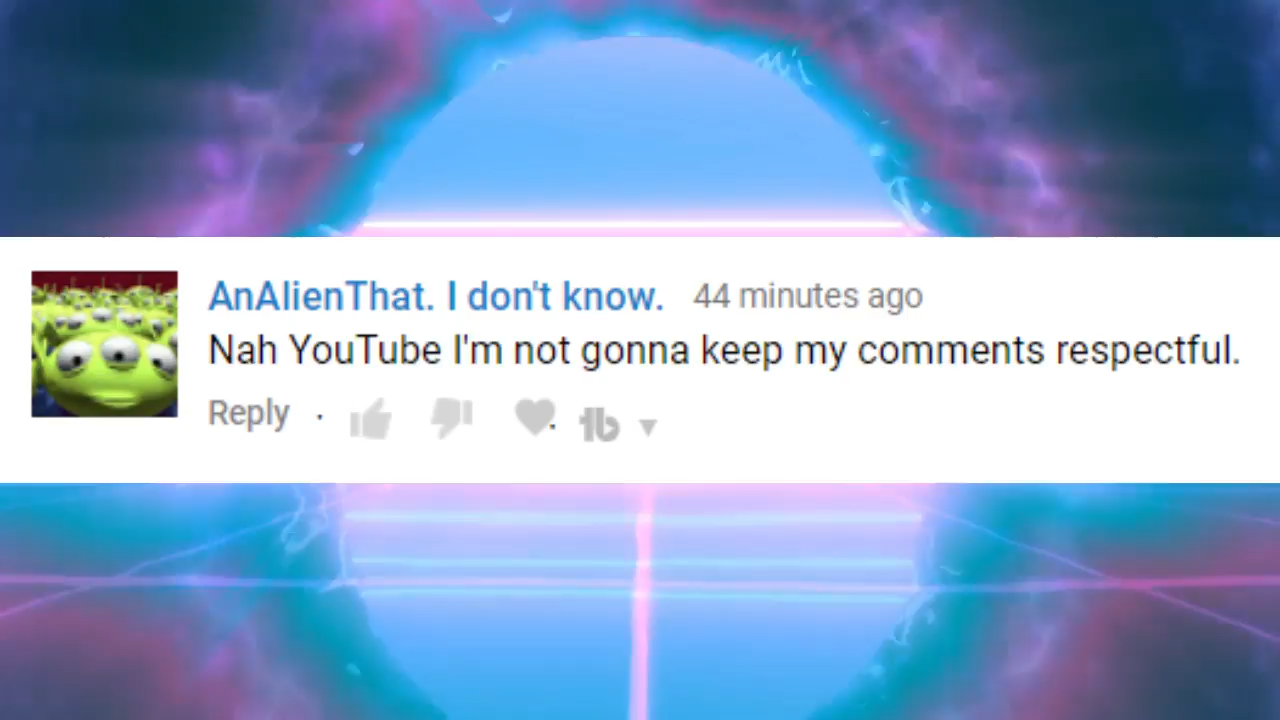 AnAlienThat. I don't know. 44 minutes ago
Nah YouTube I'm not gonna keep my comments respectful.
Reply ·